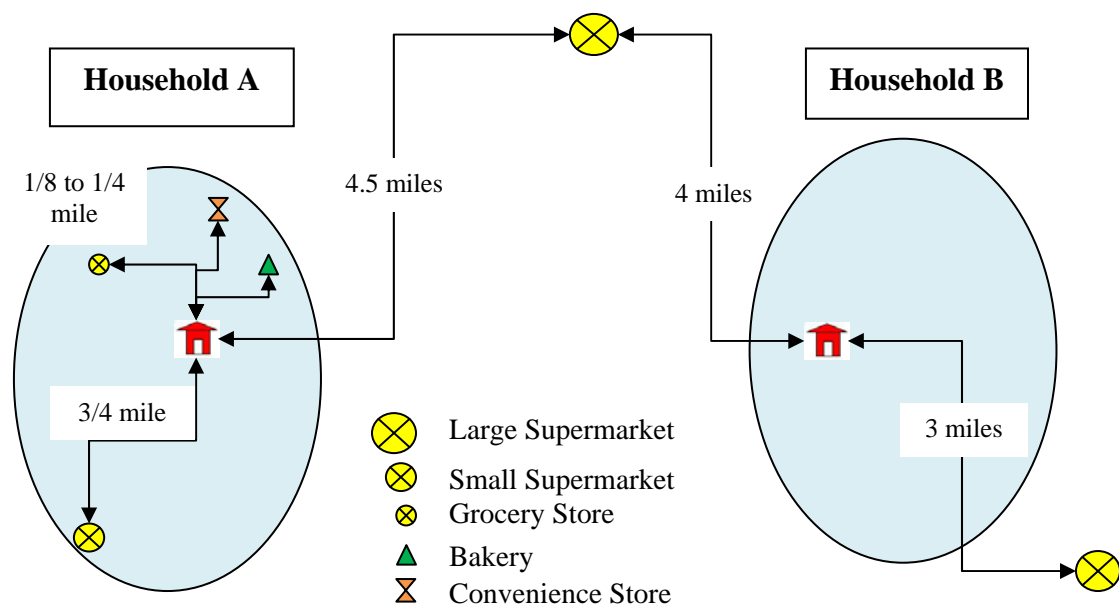 Household A
Household B
1/8 to 1/4
mile
4.5 miles
4 miles
3/4 mile
3 miles
Large Supermarket
Small Supermarket
Grocery Store
Bakery
Convenience Store